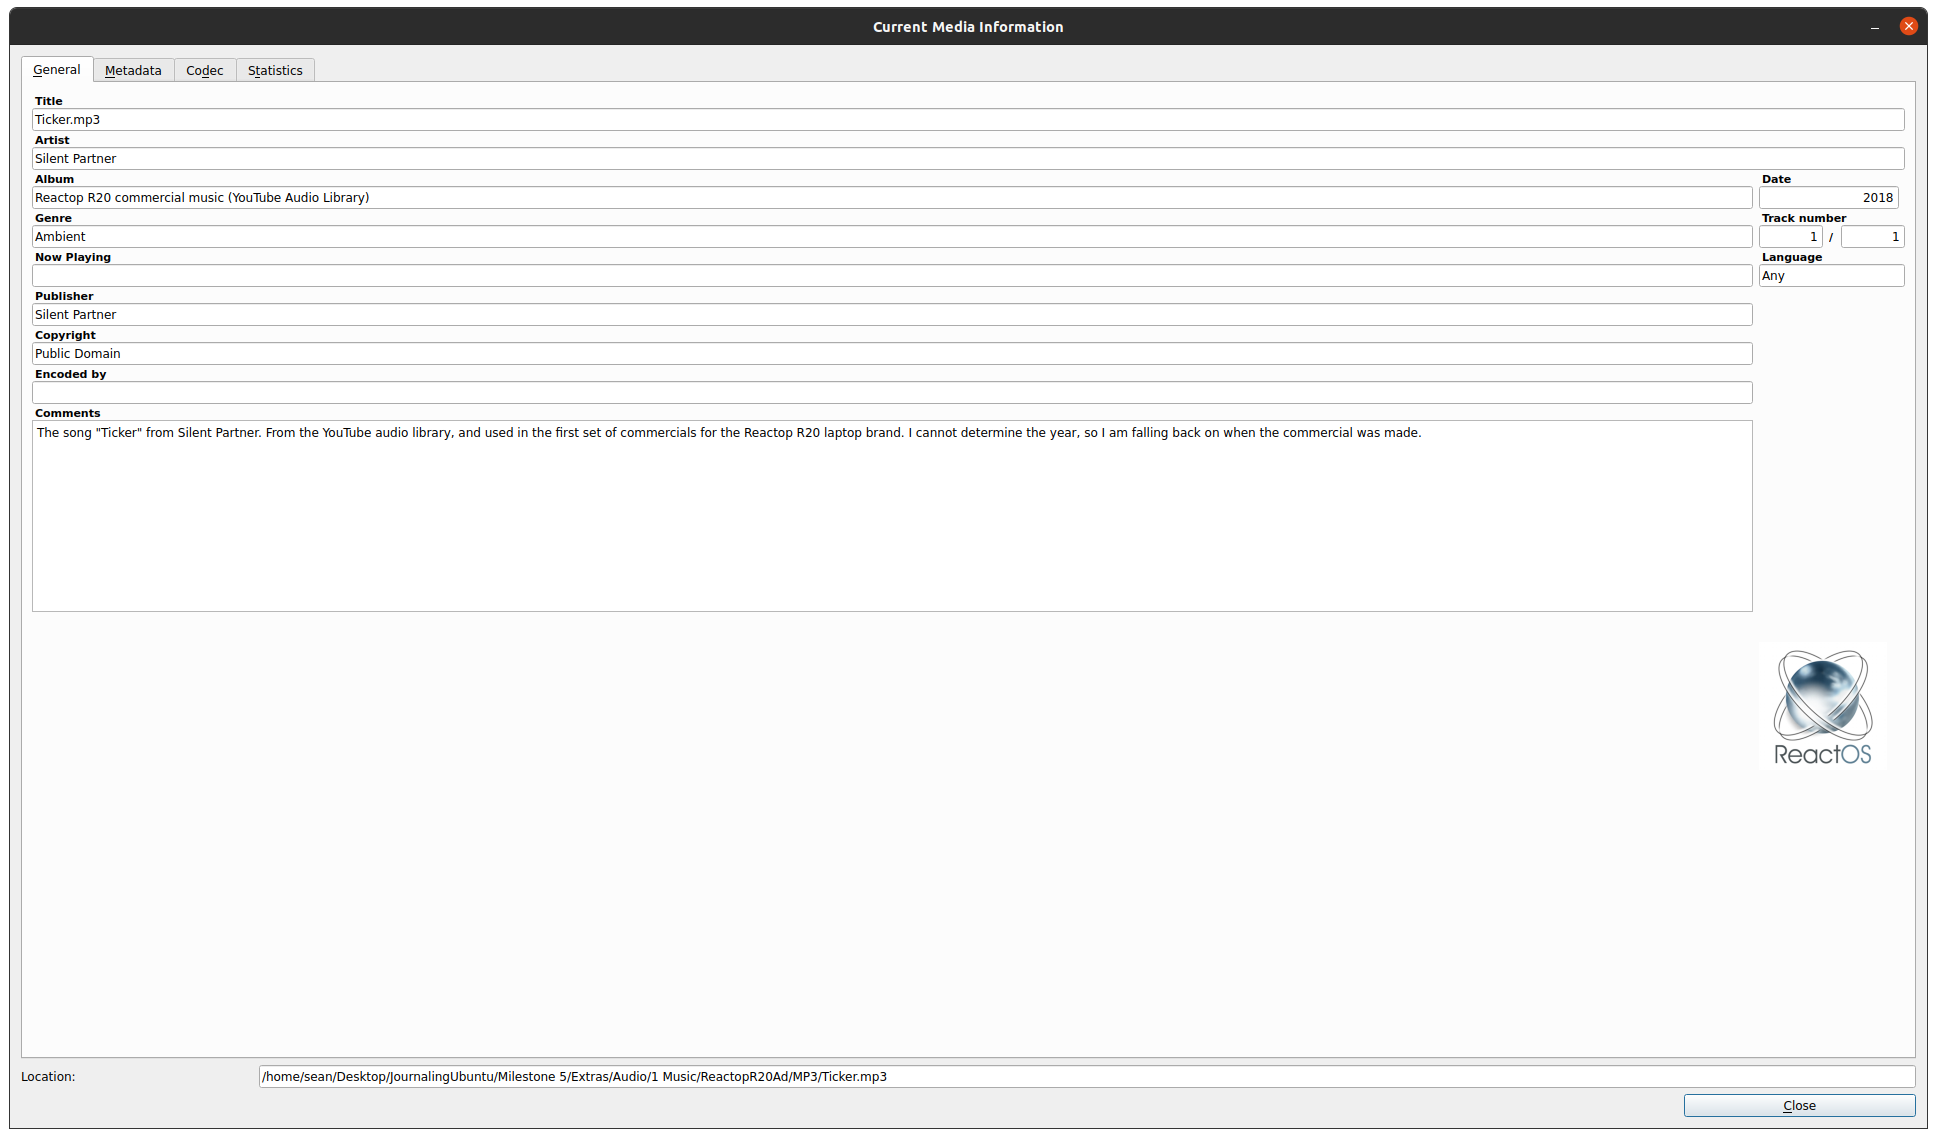 Current Media Information
General Metadata Codec Statistics
Title
Ticker.mp3
Artist
Silent Partner
Album Date
Reactop R20 commercial music (YouTube Audio Library) 2018
Genre Track number
Ambient 1 / 1
Now Playing Language
Any
Publisher
Silent Partner
Copyright
Public Domain
Encoded by
Comments
The song "Ticker" from Silent Partner. From the YouTube audio library, and used in the first set of commercials for the Reactop R20 laptop brand. I cannot determine the year, so I am falling back on when the commercial was made.
ReactOS
Location: /home/sean/Desktop/JournalingUbuntu/Milestone 5/Extras/Audio/1 Music/ReactopR20Ad/MP3/Ticker.mp3
Close